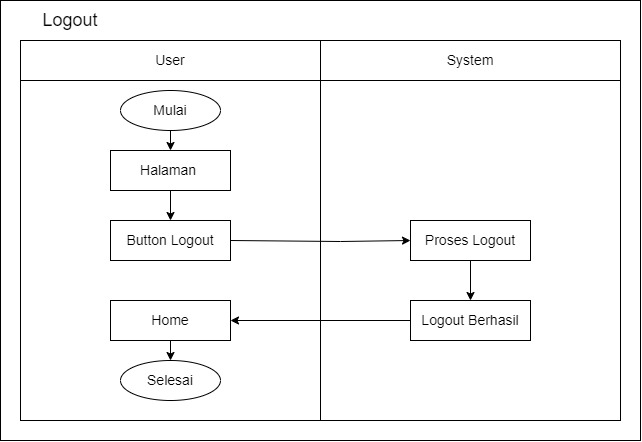 Logout
User
System
Mulai
Halaman
Button Logout
Proses Logout
Logout Berhasil
Home
Selesai